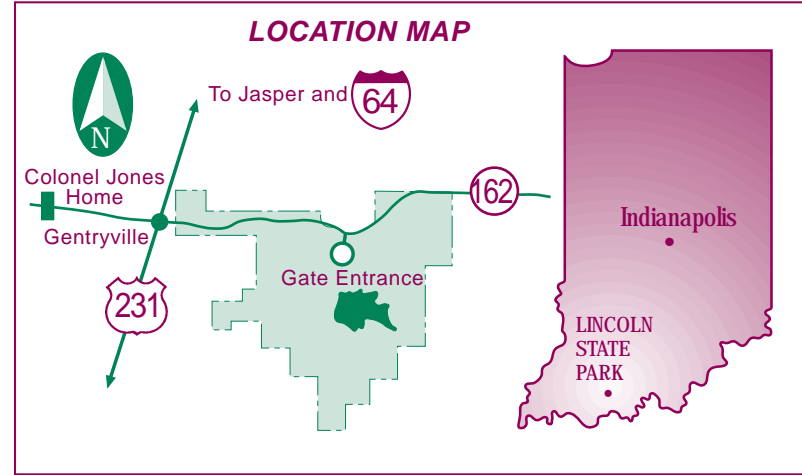 LOCATION MAP
To Jasper and 64
N
Colonel Jones
Home
Gentryville
162
231
Gate Entrance
Indianapolis
LINCOLN
STATE
PARK